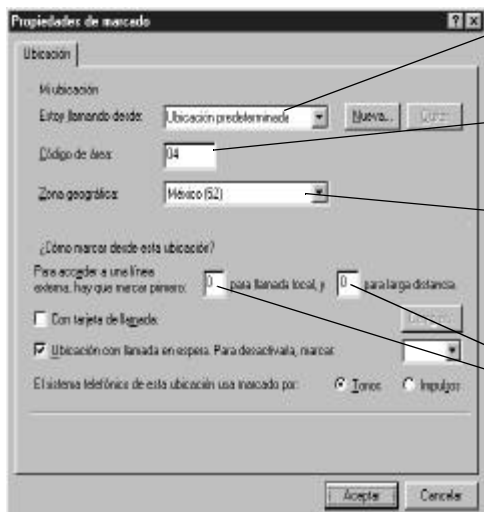 Propiedades de marcado
Ubicación
Mi ubicación
Estoy llamando desde: Ubicación predeterminada Nueva...
Código de área: 04
Zona geográfica: México (52)
¿Cómo marcar desde esta ubicación?
Para acceder a una línea
externa, hay que marcar primero: 0 para llamada local, y 0 para larga distancia.
Con tarjeta de llamada:
Ubicación con llamada en espera. Para desactivarla, marcar:
El sistema telefónico de esta ubicación usa marcado por: Tonos Impulsos
Aceptar Cancelar